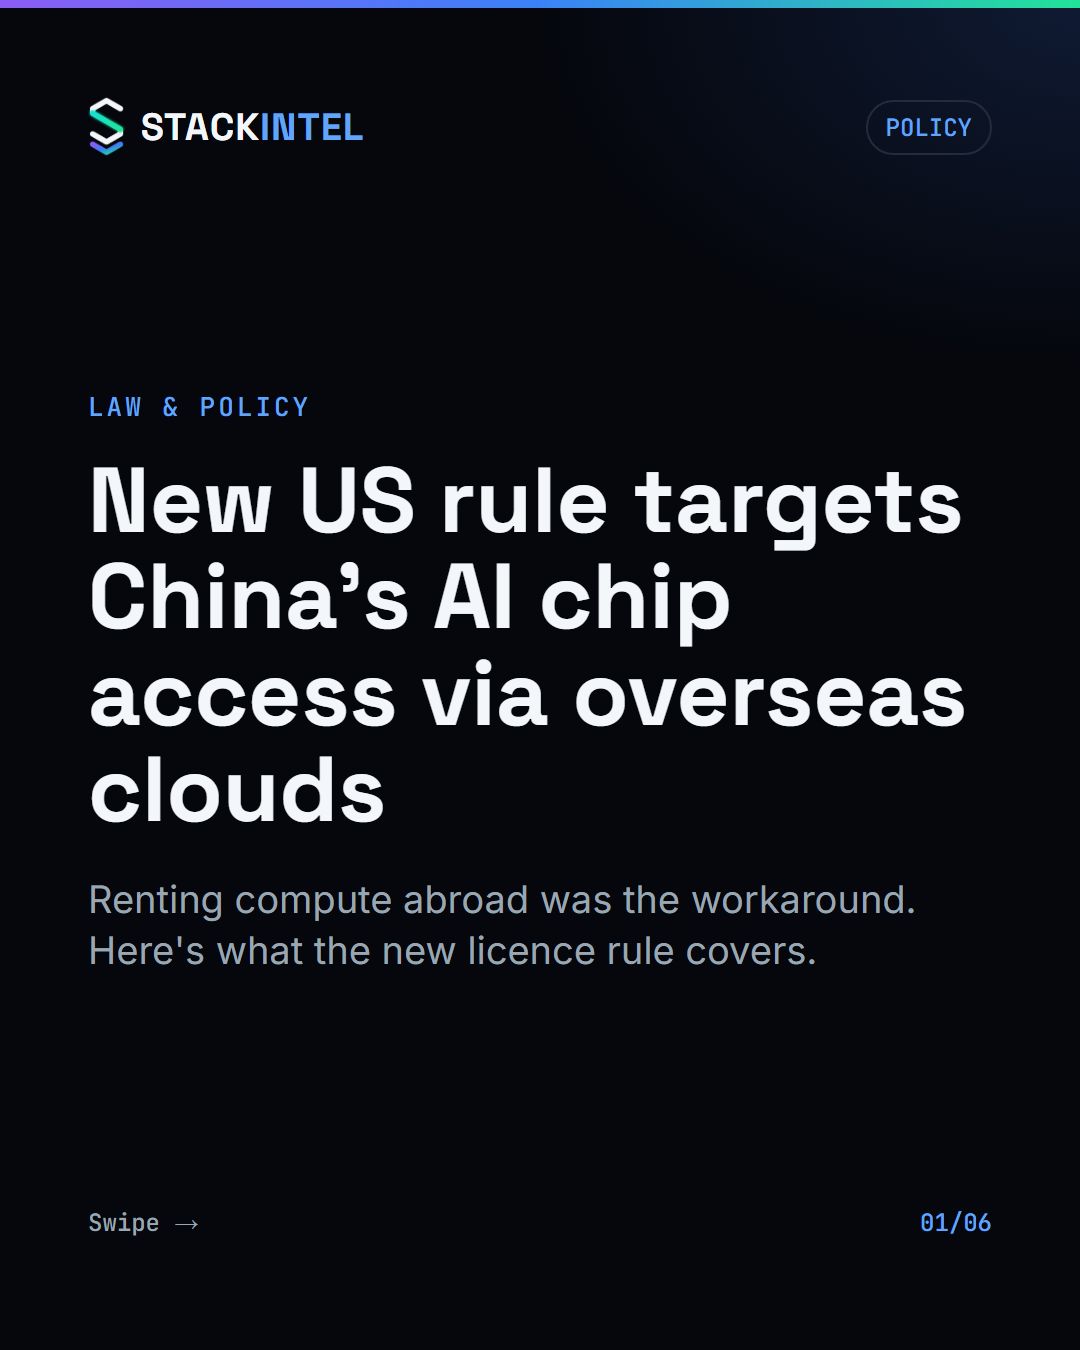 STACKINTEL
POLICY
LAW & POLICY
New US rule targets
China’s AI chip
access via overseas
clouds
Renting compute abroad was the workaround.
Here's what the new licence rule covers.
Swipe →
01/06